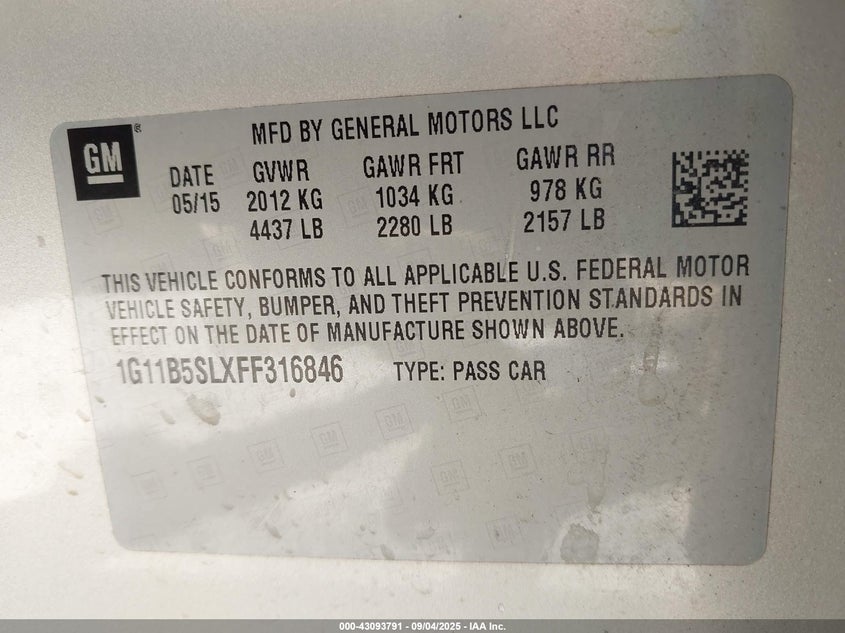 GM
MFD BY GENERAL MOTORS LLC
DATE GVWR GAWR FRT GAWR RR
05/15 2012 KG 1034 KG 978 KG
4437 LB 2280 LB 2157 LB
THIS VEHICLE CONFORMS TO ALL APPLICABLE U.S. FEDERAL MOTOR
VEHICLE SAFETY, BUMPER, AND THEFT PREVENTION STANDARDS IN
EFFECT ON THE DATE OF MANUFACTURE SHOWN ABOVE.
1G11B5SLXFF316846 TYPE: PASS CAR
000-43093791 - 09/04/2025 - IAA Inc.